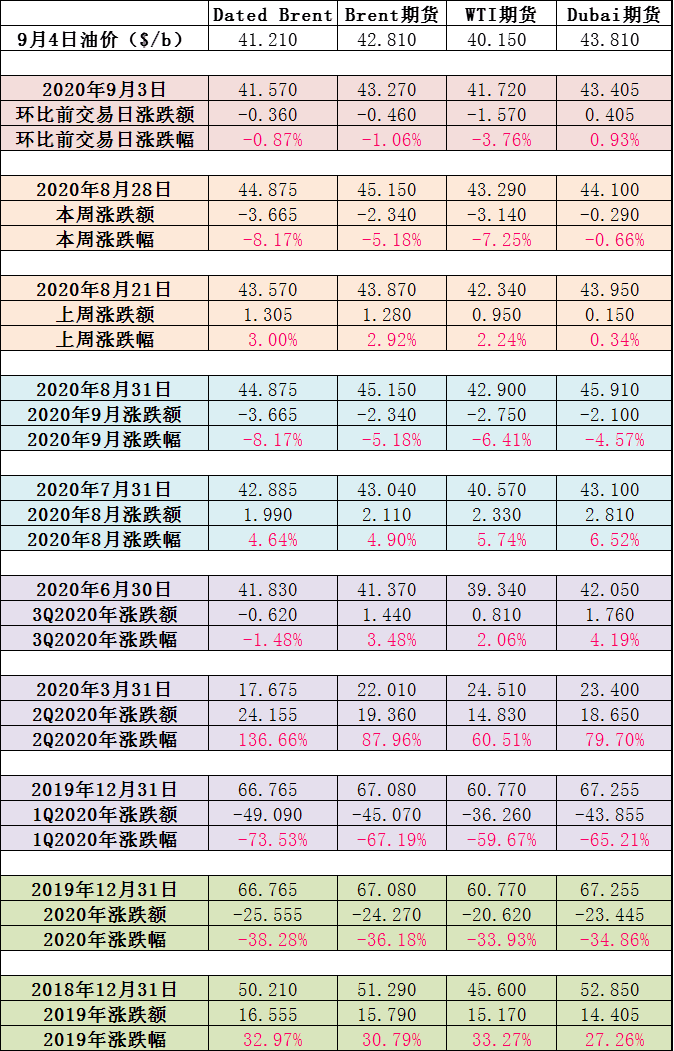 Dated Brent Brent期货 WTI期货 Dubai期货
9月4日油价（$/b） 41.210 42.810 40.150 43.810
2020年9月3日 41.570 43.270 41.720 43.405
环比前交易日涨跌额 -0.360 -0.460 -1.570 0.405
环比前交易日涨跌幅 -0.87% -1.06% -3.76% 0.93%
2020年8月28日 44.875 45.150 43.290 44.100
本周涨跌额 -3.665 -2.340 -3.140 -0.290
本周涨跌幅 -8.17% -5.18% -7.25% -0.66%
2020年8月21日 43.570 43.870 42.340 43.950
上周涨跌额 1.305 1.280 0.950 0.150
上周涨跌幅 3.00% 2.92% 2.24% 0.34%
2020年8月31日 44.875 45.150 42.900 45.910
2020年9月涨跌额 -3.665 -2.340 -2.750 -2.100
2020年9月涨跌幅 -8.17% -5.18% -6.41% -4.57%
2020年7月31日 42.885 43.040 40.570 43.100
2020年8月涨跌额 1.990 2.110 2.330 2.810
2020年8月涨跌幅 4.64% 4.90% 5.74% 6.52%
2020年6月30日 41.830 41.370 39.340 42.050
3Q2020年涨跌额 -0.620 1.440 0.810 1.760
3Q2020年涨跌幅 -1.48% 3.48% 2.06% 4.19%
2020年3月31日 17.675 22.010 24.510 23.400
2Q2020年涨跌额 24.155 19.360 14.830 18.650
2Q2020年涨跌幅 136.66% 87.96% 60.51% 79.70%
2019年12月31日 66.765 67.080 60.770 67.255
1Q2020年涨跌额 -49.090 -45.070 -36.260 -43.855
1Q2020年涨跌幅 -73.53% -67.19% -59.67% -65.21%
2019年12月31日 66.765 67.080 60.770 67.255
2020年涨跌额 -25.555 -24.270 -20.620 -23.445
2020年涨跌幅 -38.28% -36.18% -33.93% -34.86%
2018年12月31日 50.210 51.290 45.600 52.850
2019年涨跌额 16.555 15.790 15.170 14.405
2019年涨跌幅 32.97% 30.79% 33.27% 27.26%